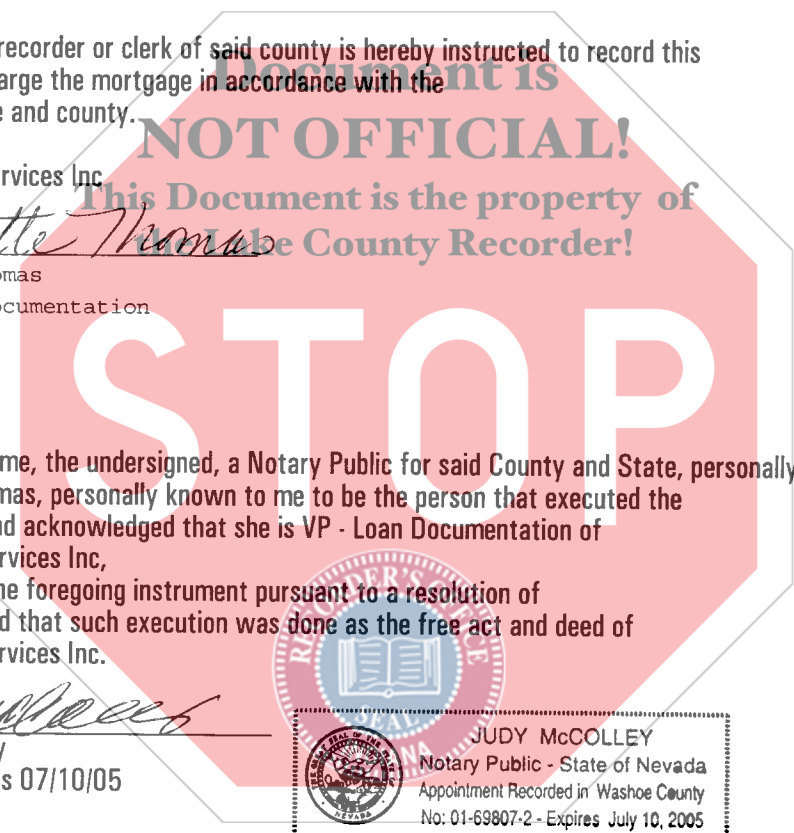 recorder or clerk of said county is hereby instructed to record this
arge the mortgage in accordance with the
e and county.
Document is
NOT OFFICIAL!
This Document is the property of
the Lake County Recorder!
rvices Inc
tte Thomas
omas
ocumentation
STOP
me, the undersigned, a Notary Public for said County and State, personally
mas, personally known to me to be the person that executed the
nd acknowledged that she is VP - Loan Documentation of
rvices Inc,
he foregoing instrument pursuant to a resolution of
d that such execution was done as the free act and deed of
rvices Inc.
SEAL
y
s 07/10/05
JUDY McCOLLEY
Notary Public - State of Nevada
Appointment Recorded in Washoe County
No: 01-69807-2 - Expires July 10, 2005
NEVADA